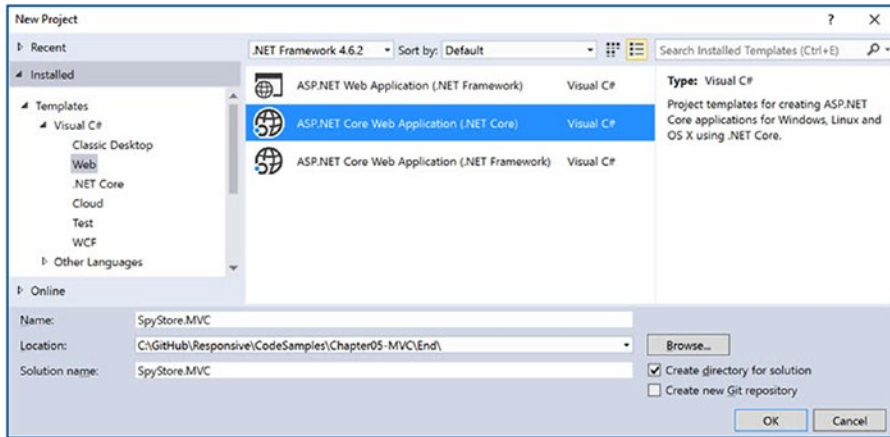 New Project
? X
Recent
.NET Framework 4.6.2
Sort by: Default
Search Installed Templates (Ctrl+E)
Installed
Templates
Visual C#
Classic Desktop
Web
.NET Core
Cloud
Test
WCF
Other Languages
Online
ASP.NET Web Application (.NET Framework) Visual C#
ASP.NET Core Web Application (.NET Core) Visual C#
ASP.NET Core Web Application (.NET Framework) Visual C#
Type: Visual C#
Project templates for creating ASP.NET
Core applications for Windows, Linux and
OS X using .NET Core.
Name: SpyStore.MVC
Location: C:\GitHub\Responsive\CodeSamples\Chapter05-MVC\End\
Browse...
Solution name: SpyStore.MVC
Create directory for solution
Create new Git repository
OK
Cancel